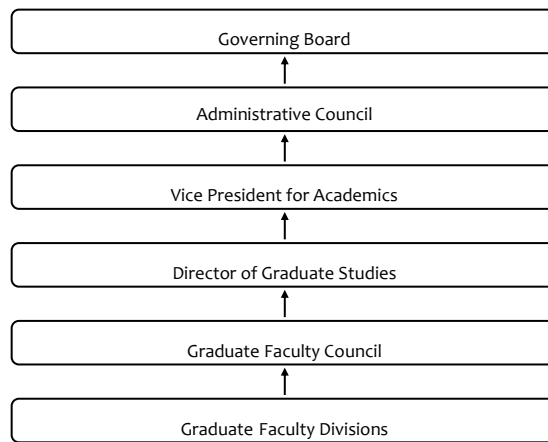 Governing Board
Administrative Council
Vice President for Academics
Director of Graduate Studies
Graduate Faculty Council
Graduate Faculty Divisions